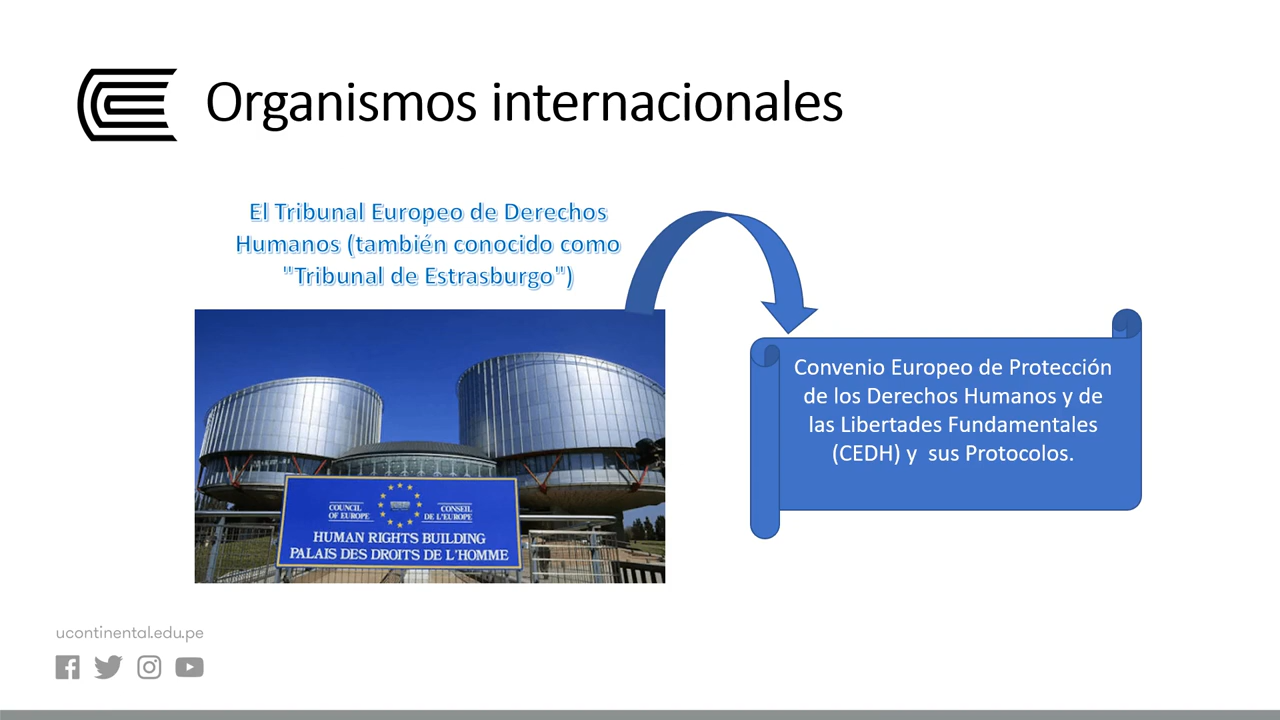 Organismos internacionales
El Tribunal Europeo de Derechos
Humanos (también conocido como
"Tribunal de Estrasburgo")
Convenio Europeo de Protección
de los Derechos Humanos y de
las Libertades Fundamentales
(CEDH) y  sus Protocolos.
COUNCIL
OF EUROPE
CONSEIL
DE L'EUROPE
HUMAN RIGHTS BUILDING
PALAIS DES DROITS DE L'HOMME
ucontinental.edu.pe